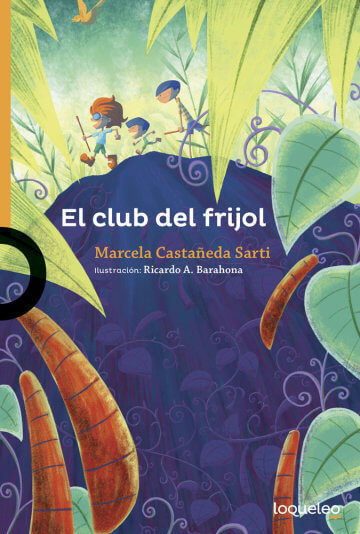 El club del frijol
Marcela Castañeda Sarti
Ilustración: Ricardo A. Barahona
loqueleo